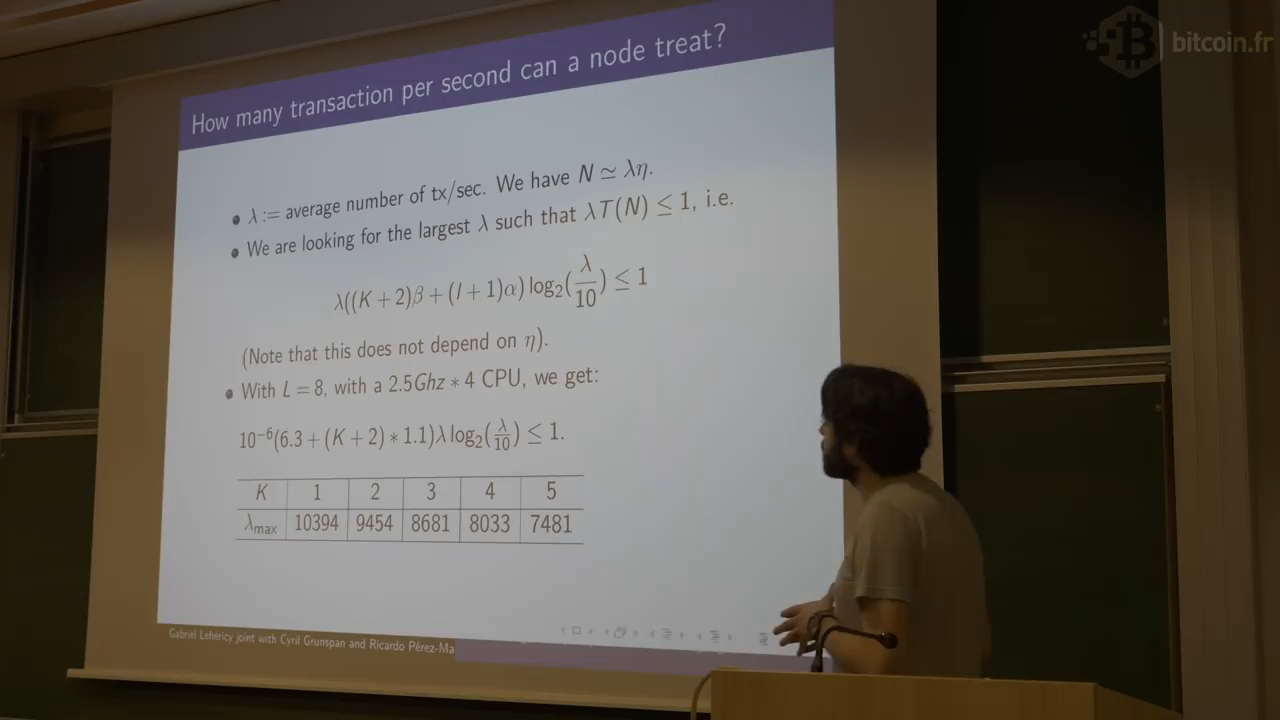 bitcoin.fr
How many transaction per second can a node treat?
λ := average number of tx/sec. We have N ≃ λη.
We are looking for the largest λ such that λT(N) ≤ 1, i.e.
λ((K + 2)β + (l + 1)α) log₂(λ/10) ≤ 1
(Note that this does not depend on η).
With L = 8, with a 2.5Ghz * 4 CPU, we get:
10⁻⁶(6.3 + (K + 2) * 1.1)λ log₂(λ/10) ≤ 1.
K 1 2 3 4 5
λmax 10394 9454 8681 8033 7481
Gabriel Lehéricy joint with Cyril Grunspan and Ricardo Pérez-Ma